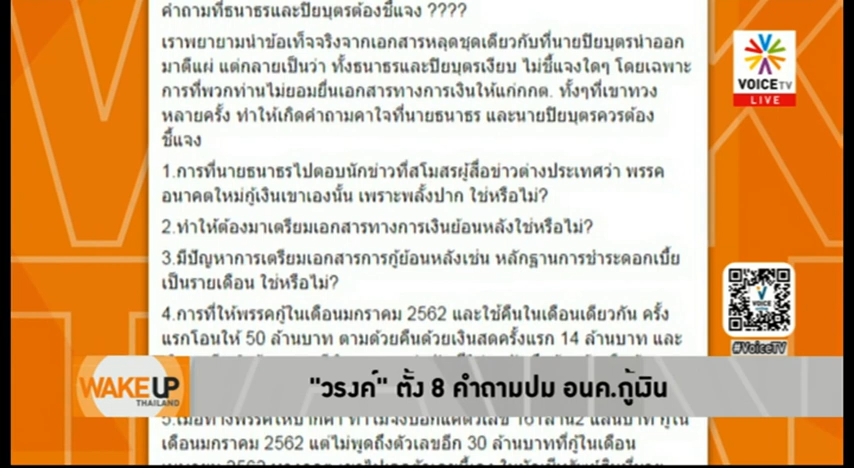 คำถามที่ธนาธรและปิยบุตรต้องชี้แจง ????
เราพยายามนำข้อเท็จจริงจากเอกสารหลุดชุดเดียวกับที่นายปิยบุตรนำออก
มาตีแผ่ แต่กลายเป็นว่า ทั้งธนาธรและปิยบุตรเงียบ ไม่ชี้แจงใดๆ โดยเฉพาะ
การที่พวกท่านไม่ยอมยื่นเอกสารทางการเงินให้แก่กกต. ทั้งๆที่เขาทวง
หลายครั้ง ทำให้เกิดคำถามคาใจที่นายธนาธร และนายปิยบุตรควรต้อง
ชี้แจง
VOICE TV
LIVE
1.การที่นายธนาธรไปตอบนักข่าวที่สโมสรผู้สื่อข่าวต่างประเทศว่า พรรค
อนาคตใหม่กู้เงินเขาเองนั้น เพราะพลั้งปาก ใช่หรือไม่?
2.ทำให้ต้องมาเตรียมเอกสารทางการเงินย้อนหลังใช่หรือไม่?
3.มีปัญหาการเตรียมเอกสารการกู้ย้อนหลังเช่น หลักฐานการชำระดอกเบี้ย
เป็นรายเดือน ใช่หรือไม่?
4.การที่ให้พรรคกู้ในเดือนมกราคม 2562 และใช้คืนในเดือนเดียวกัน ครั้ง
แรกโอนให้ 50 ล้านบาท ตามด้วยคืนด้วยเงินสดครั้งแรก 14 ล้านบาท และ
VOICE
#VoiceTV
WAKE UP
THAILAND
"วรงค์" ตั้ง 8 คำถามปม อนค.กู้เงิน
เดือนมกราคม 2562 แต่ไม่พูดถึงตัวเลขอีก 30 ล้านบาทที่กู้ในเดือน